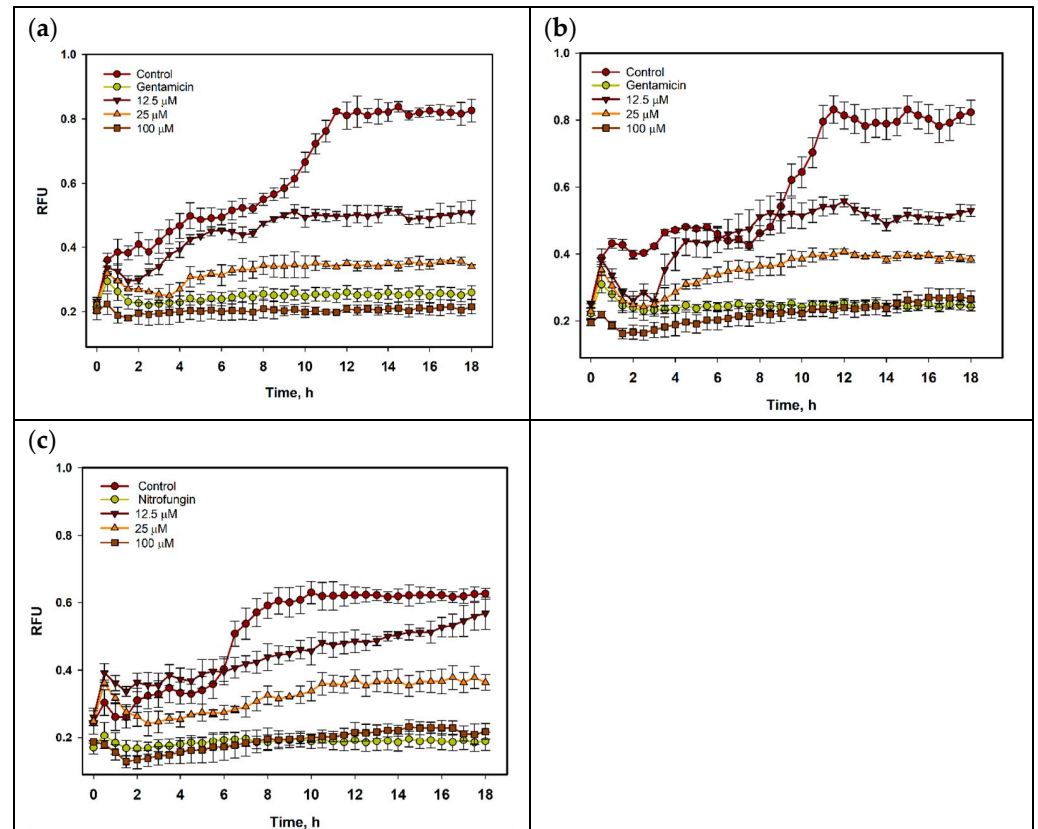 (a)
1.0
Control
Gentamicin
12.5 μM
25 μM
100 μM
0.8
0.6
0.4
0.2
RFU
0 2 4 6 8 10 12 14 16 18
Time, h
(b)
1.0
Control
Gentamicin
12.5 μM
25 μM
100 μM
0.8
0.6
0.4
0.2
0 2 4 6 8 10 12 14 16 18
Time, h
(c)
1.0
Control
Nitrofungin
12.5 μM
25 μM
100 μM
0.8
0.6
0.4
0.2
RFU
0 2 4 6 8 10 12 14 16 18
Time, h